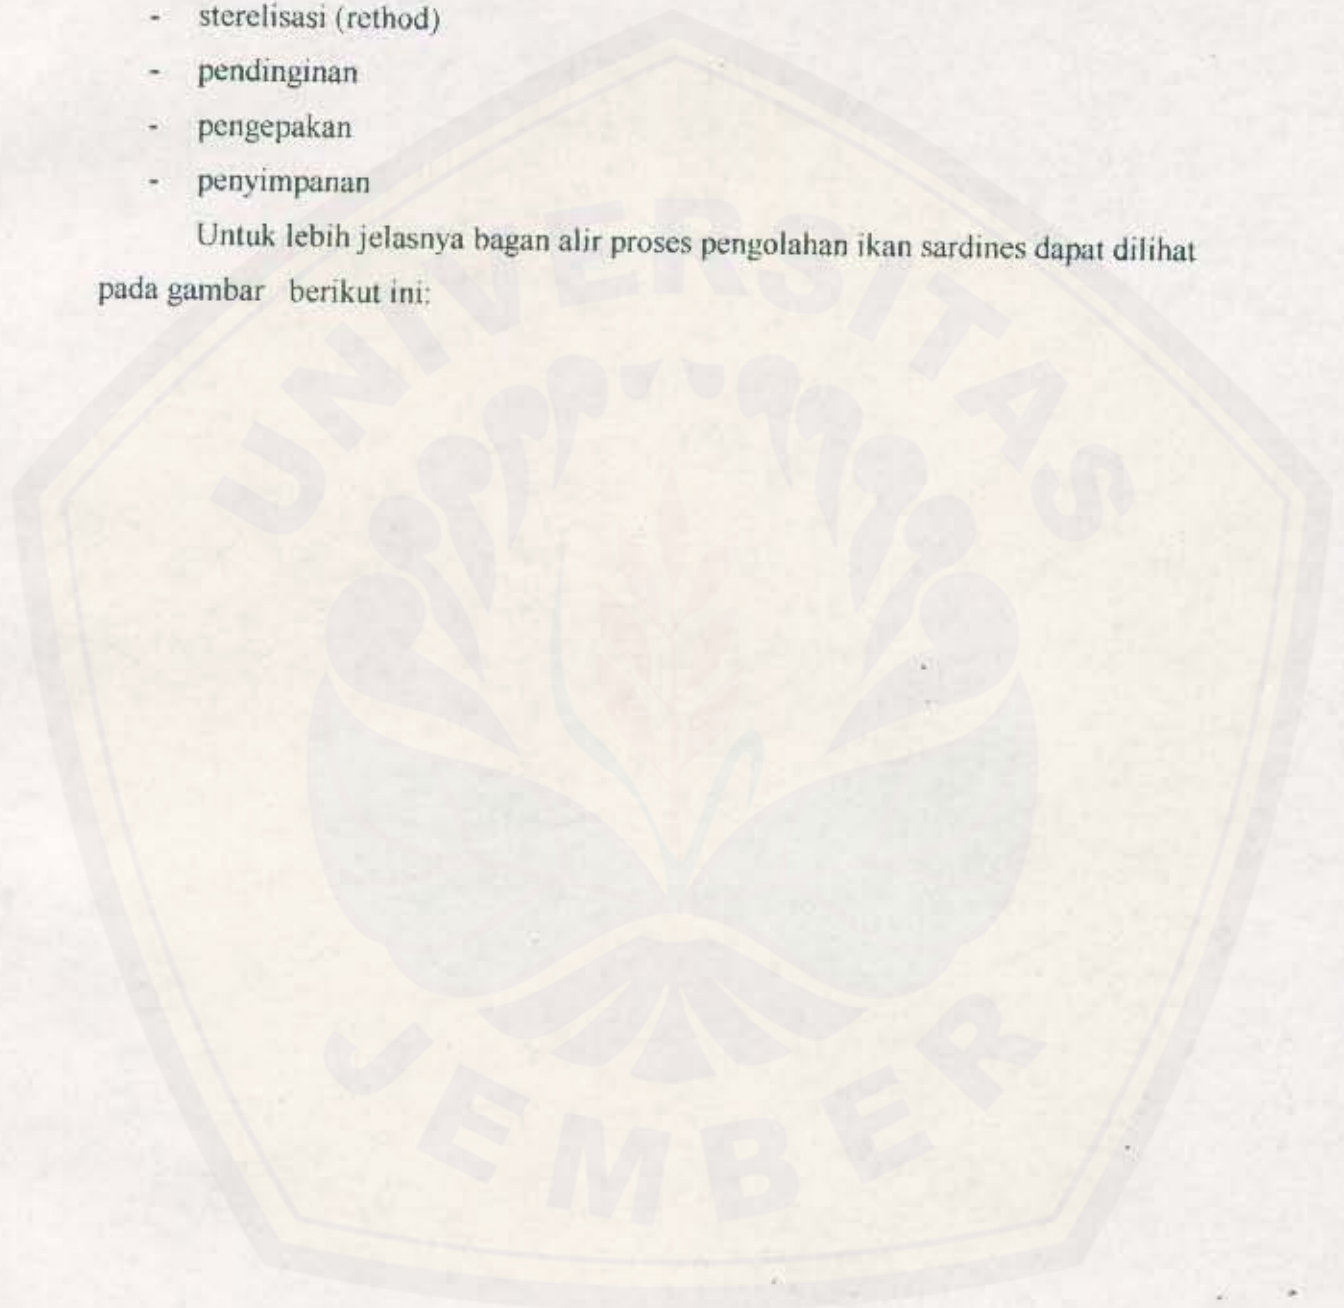 - sterelisasi (rethod)
- pendinginan
- pengepakan
- penyimpanan
Untuk lebih jelasnya bagan alir proses pengolahan ikan sardines dapat dilihat
pada gambar berikut ini:
UNIVERSITAS
JEMBER